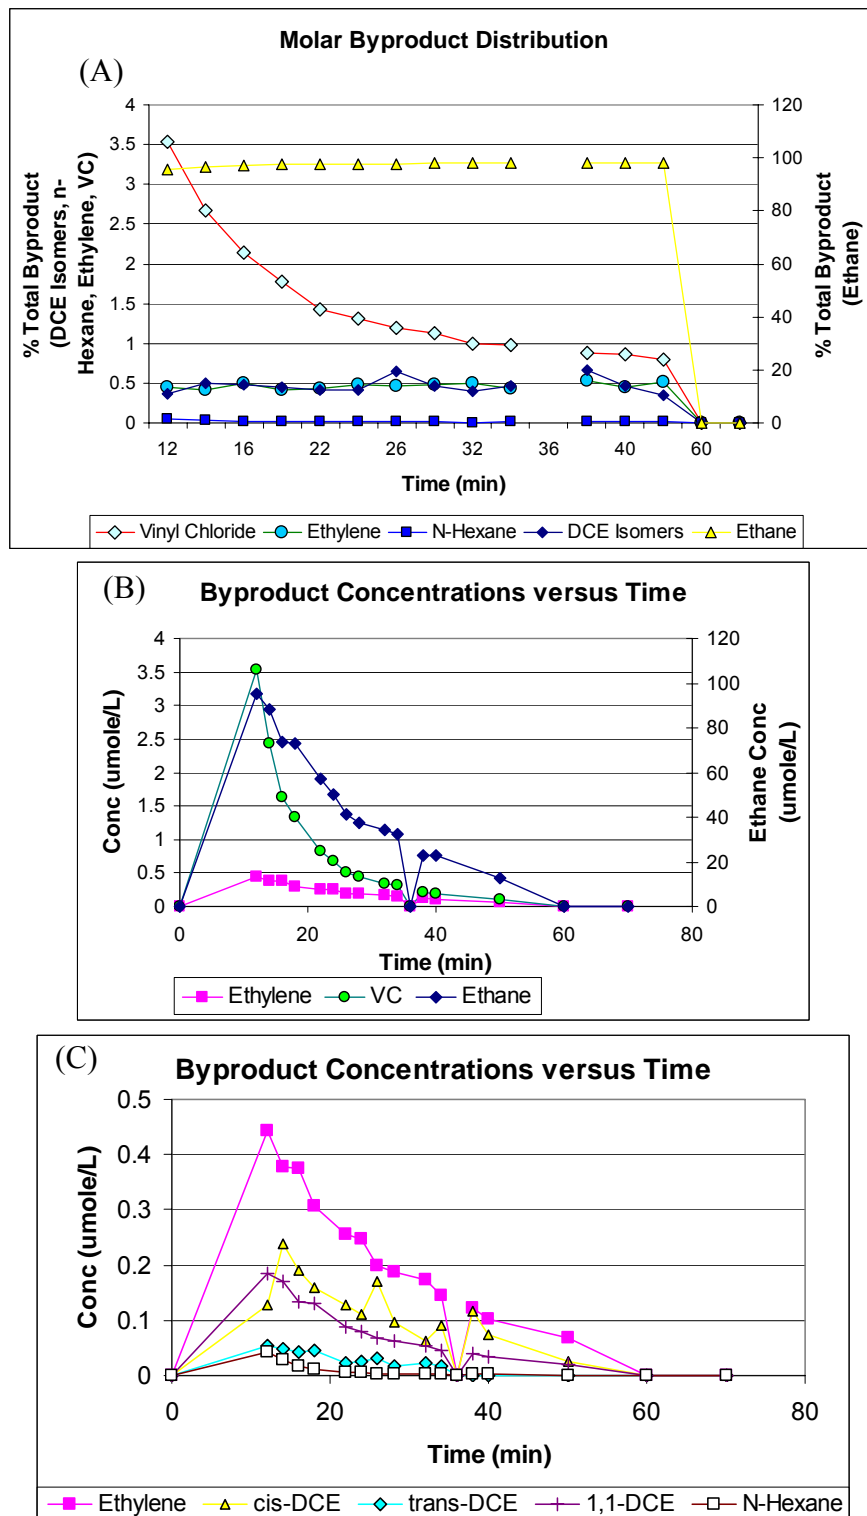 Molar Byproduct Distribution
(A)
% Total Byproduct
(DCE Isomers, n-
Hexane, Ethylene, VC)
4
3.5
3
2.5
2
1.5
1
0.5
0
120
100
80
60
40
20
0
% Total Byproduct
(Ethane)
12 16 19 22 24 26 29 32 34 36 38 40 60
Time (min)
Vinyl Chloride Ethylene N-Hexane DCE Isomers Ethane
(B)
Byproduct Concentrations versus Time
Conc (umole/L)
4
3.5
3
2.5
2
1.5
1
0.5
0
120
100
80
60
40
20
0
Ethane Conc
(umole/L)
0 20 40 60 80
Time (min)
Ethylene VC Ethane
(C)
Byproduct Concentrations versus Time
Conc (umole/L)
0.5
0.4
0.3
0.2
0.1
0
0 20 40 60 80
Time (min)
Ethylene cis-DCE trans-DCE 1,1-DCE N-Hexane